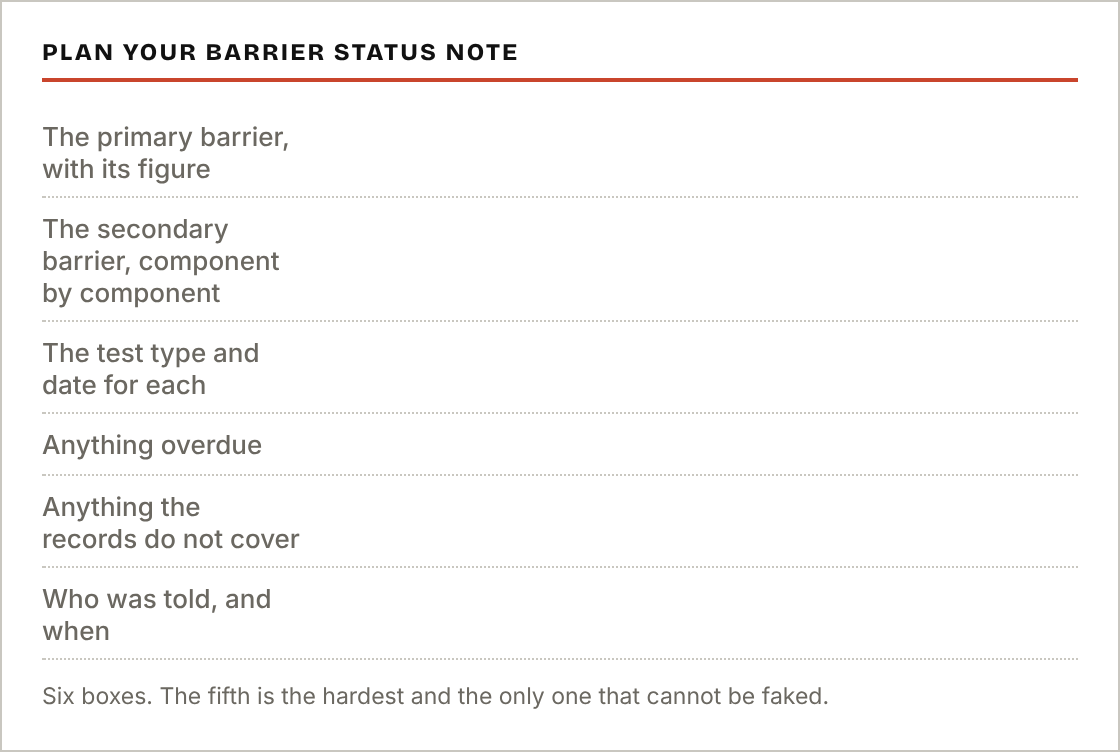 PLAN YOUR BARRIER STATUS NOTE
The primary barrier,
with its figure
The secondary
barrier, component
by component
The test type and
date for each
Anything overdue
Anything the
records do not cover
Who was told, and
when
Six boxes. The fifth is the hardest and the only one that cannot be faked.